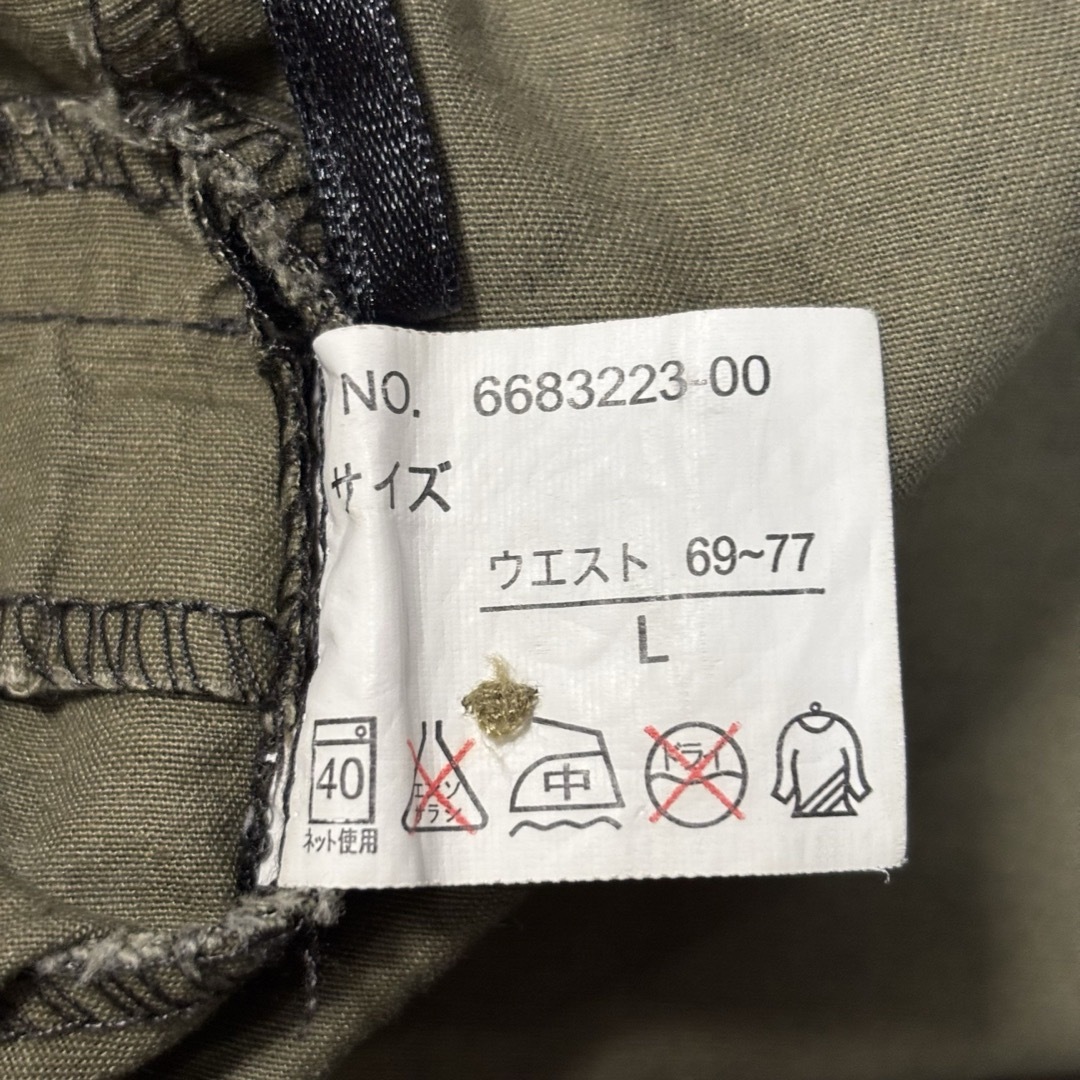 NO. 6683223-00
サイズ
ウエスト 69~77
L
40
エンソ
サラシ
中
ドライ
ネット使用